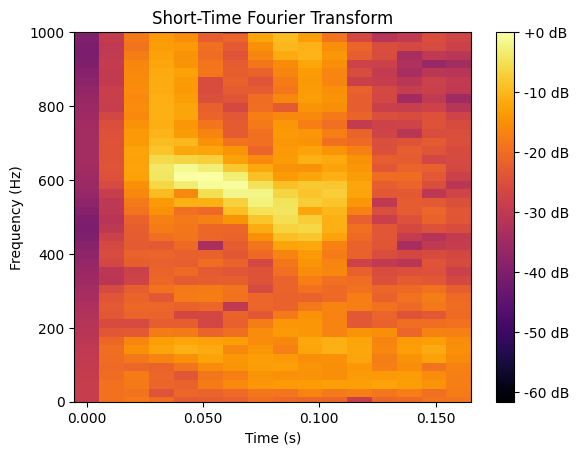 Short-Time Fourier Transform
1000
800
600
400
200
0
Frequency (Hz)
0.000
0.050
0.100
0.150
Time (s)
+0 dB
-10 dB
-20 dB
-30 dB
-40 dB
-50 dB
-60 dB